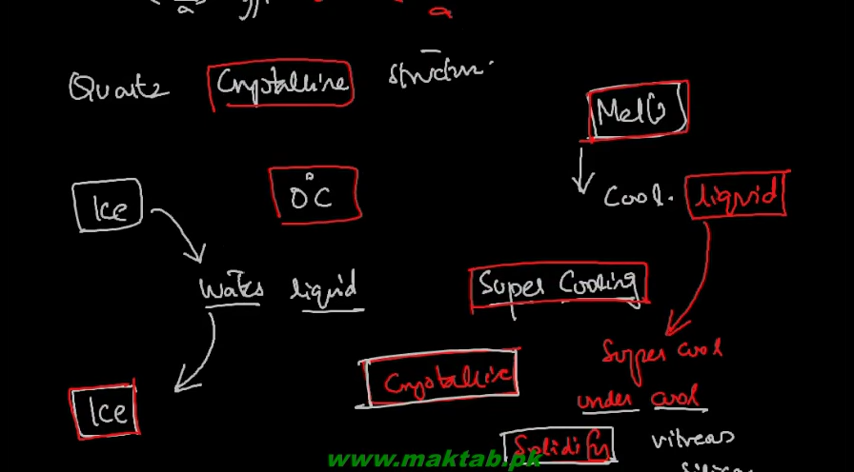 Quartz Crystalline structure
Melt
Ice 0°C
Cool. liquid
Water liquid Super Cooling
Super cool
Crystalline
under cool
Ice
Solidify vitreous
www.maktab.pk